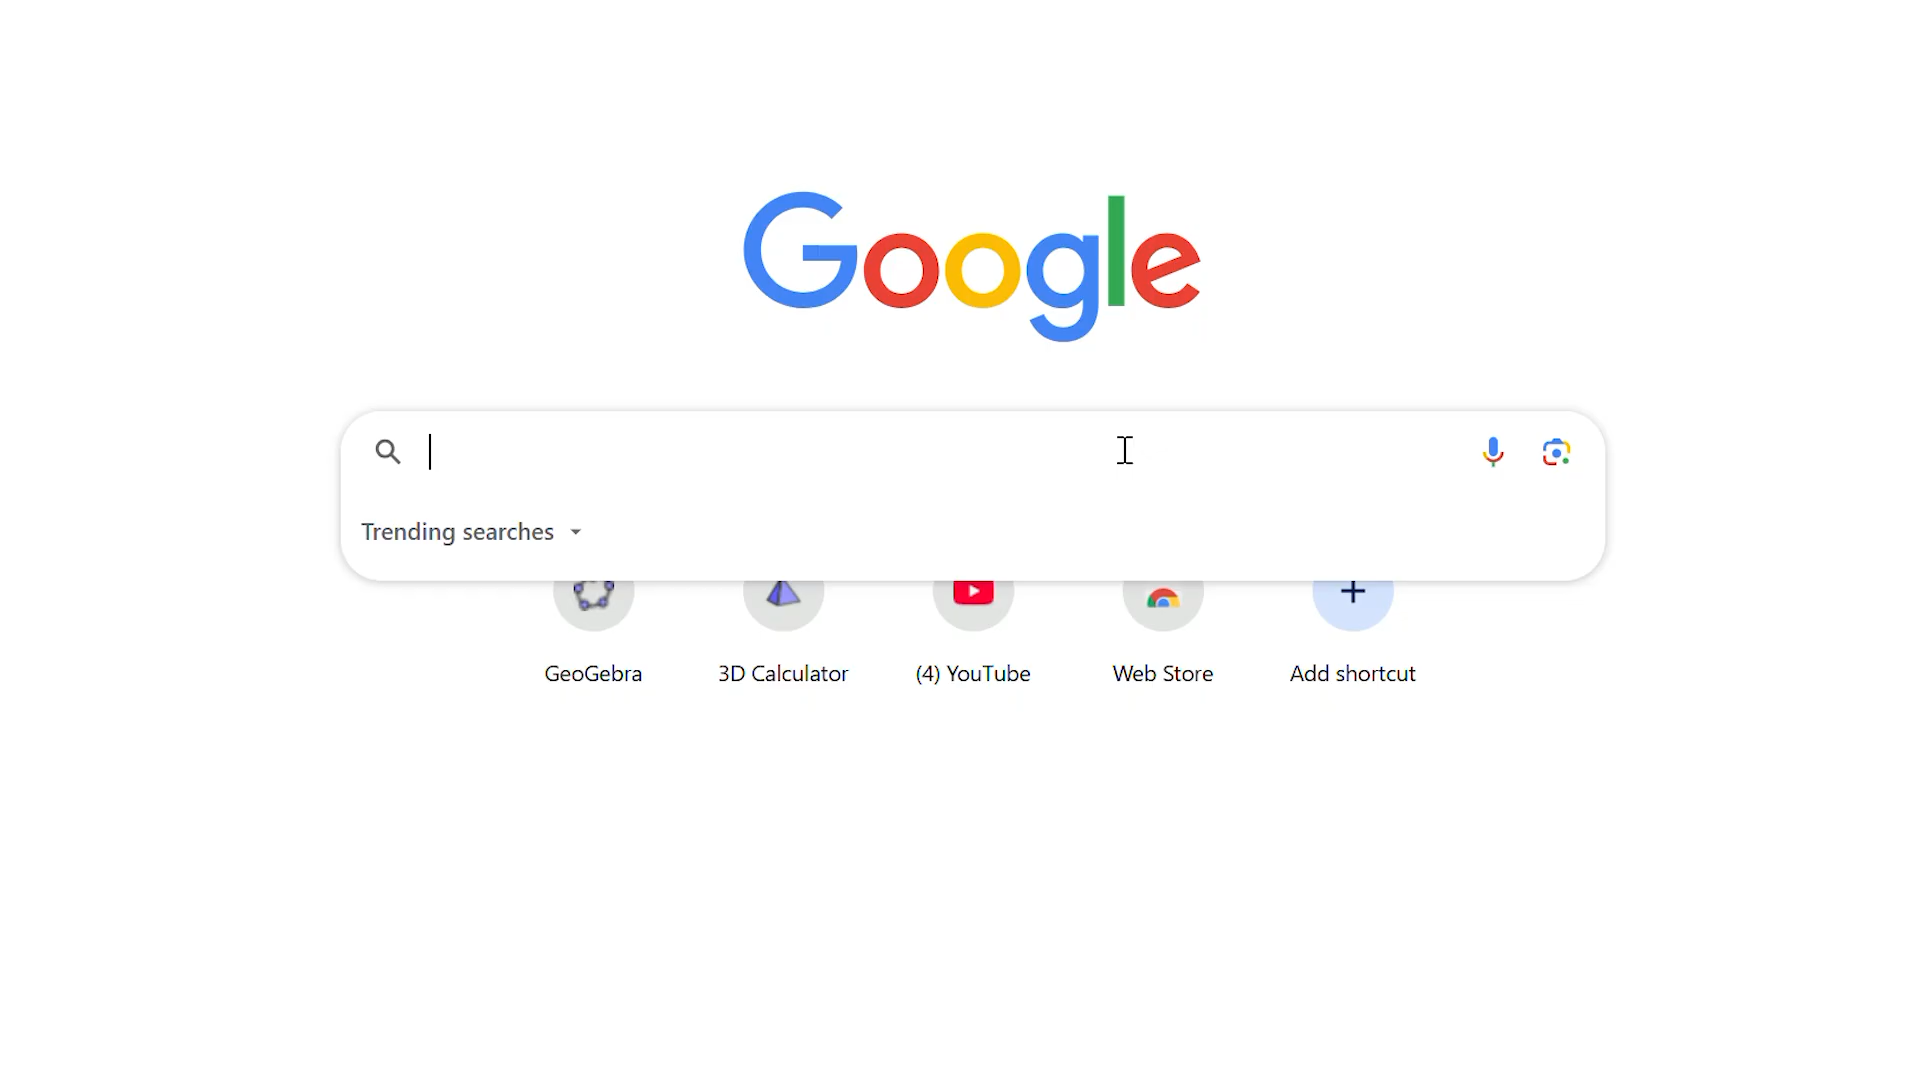 Google
Trending searches
GeoGebra
3D Calculator
(4) YouTube
Web Store
Add shortcut